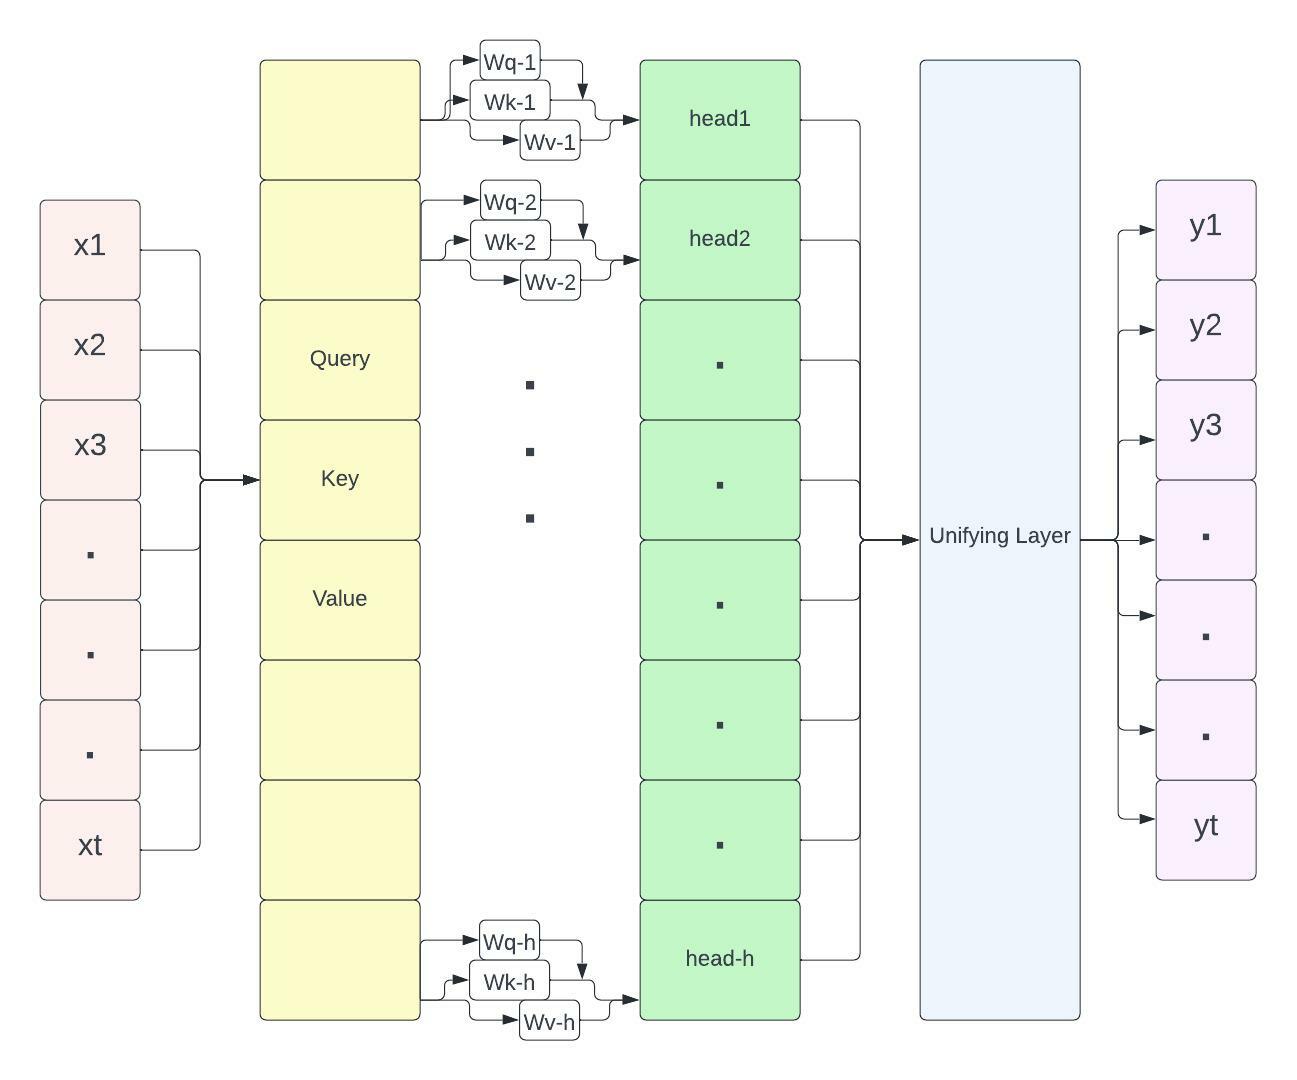 x1
x2
x3
.
.
.
xt
Query
Key
Value
Wq-1
Wk-1
Wv-1
Wq-2
Wk-2
Wv-2
.
.
.
Wq-h
Wk-h
Wv-h
head1
head2
.
.
.
.
.
head-h
Unifying Layer
y1
y2
y3
.
.
.
yt